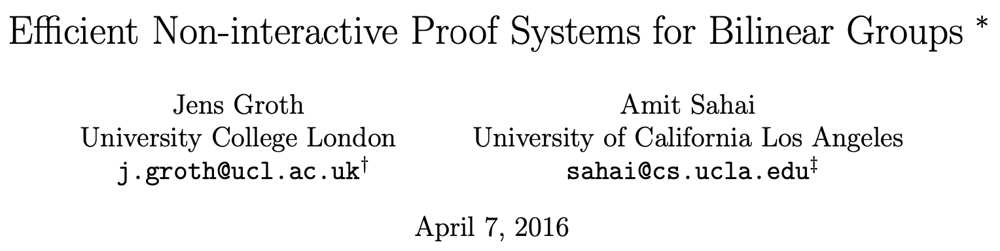 Efficient Non-interactive Proof Systems for Bilinear Groups *
Jens Groth
University College London
j.groth@ucl.ac.uk†
Amit Sahai
University of California Los Angeles
sahai@cs.ucla.edu‡
April 7, 2016